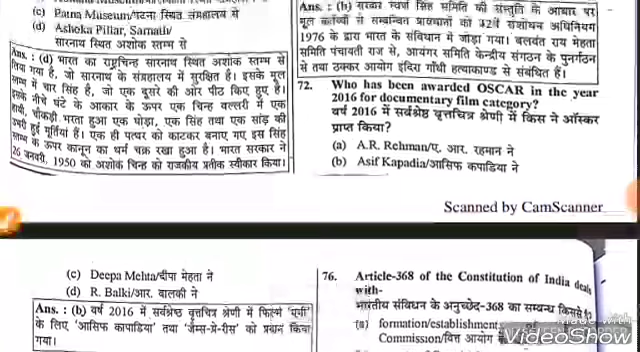 (c) Patna Museum/पटना स्थित संग्रहालय से
(d) Ashoka Pillar, Sarnath/
सारनाथ स्थित अशोक स्तम्भ से
Ans. : (d) भारत का राष्ट्रचिन्ह सारनाथ स्थित अशोक स्तम्भ से
लिया गया है, जो सारनाथ के संग्रहालय में सुरक्षित है। इसके मूल
स्तम्भ में चार सिंह है, जो एक दूसरे की ओर पीठ किए हुए है।
इसके नीचे घंटे के आकार के ऊपर एक चिन्ह वल्लरी में एक
हाथी, चौकड़ी भरता हुआ एक घोड़ा, एक सिंह तथा एक सांड़ की
उभरी हुई मूर्तियां हैं। एक ही पत्थर को काटकर बनाए गए इस सिंह
स्तम्भ के ऊपर कानून का धर्म चक्र रखा हुआ है। भारत सरकार ने
26 जनवरी, 1950 को अशोक चिन्ह को राजकीय प्रतीक स्वीकार किया।
Ans. : (b) सरदार स्वर्ण सिंह समिति की संस्तुति के आधार पर
मूल कर्तव्यों से सम्बन्धित प्रावधानों को 42वें संशोधन अधिनियम
1976 के द्वारा भारत के संविधान में जोड़ा गया। बलवंत राय मेहता
समिति पंचायती राज से, आयंगर समिति केन्द्रीय संगठन के पुनर्गठन
से तथा ठक्कर आयोग इंदिरा गाँधी हत्याकाण्ड से संबंधित हैं।
72. Who has been awarded OSCAR in the year
2016 for documentary film category?
वर्ष 2016 में सर्वश्रेष्ठ वृत्तचित्र श्रेणी में किस ने ऑस्कर
प्राप्त किया?
(a) A.R. Rehman/ए. आर. रहमान ने
(b) Asif Kapadia/आसिफ कपाडिया ने
Scanned by CamScanner
(c) Deepa Mehta/दीपा मेहता ने
(d) R. Balki/आर. बालकी ने
Ans. : (b) वर्ष 2016 में सर्वश्रेष्ठ वृत्तचित्र श्रेणी में फिल्म 'एमी'
के लिए 'आसिफ कपाडिया' तथा 'जेम्स-गे-रीस' को प्रदान किया
गया।
76. Article-368 of the Constitution of India deals
with-
भारतीय संविधान के अनुच्छेद-368 का सम्बन्ध किससे है?
(a) formation/establishment of
Commission/वित्त आयोग
Made with
VideoShow